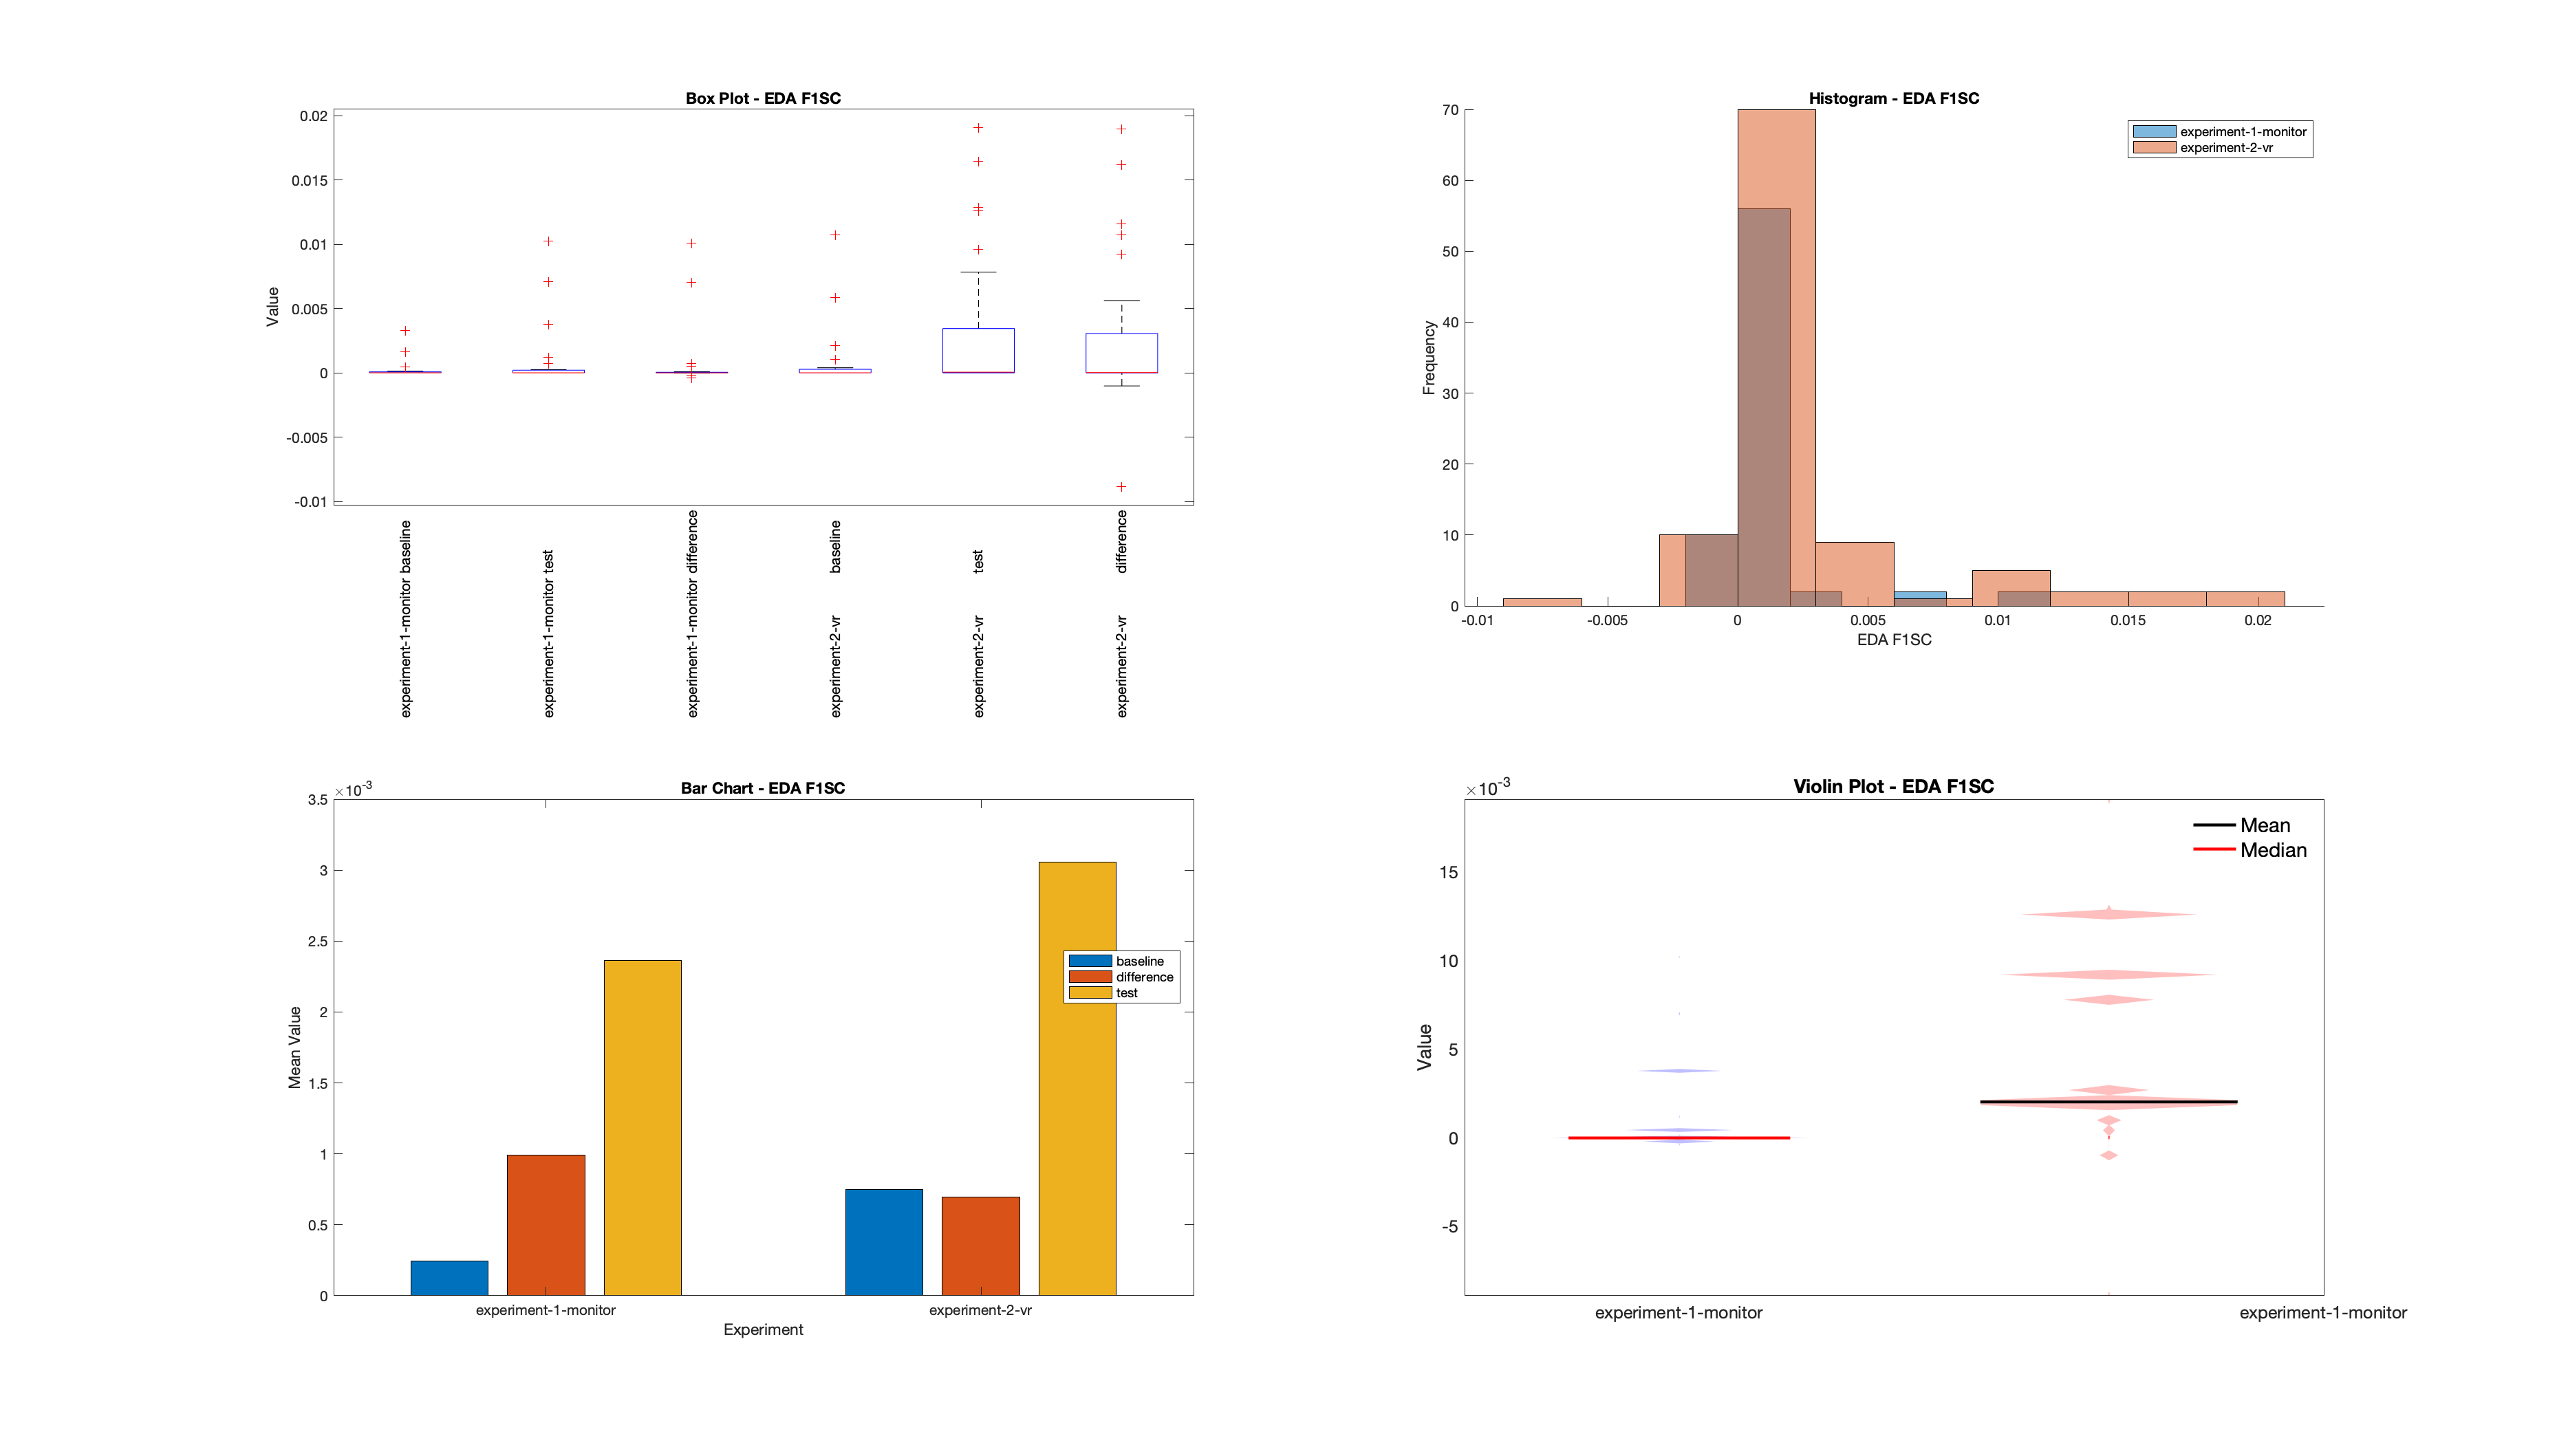 Box Plot - EDA F1SC
0.02
0.015
0.01
0.005
0
-0.005
-0.01
Value
experiment-1-monitor baseline
experiment-1-monitor test
experiment-1-monitor difference
experiment-2-vr baseline
experiment-2-vr test
experiment-2-vr difference
Histogram - EDA F1SC
experiment-1-monitor
experiment-2-vr
70
60
50
40
30
20
10
0
Frequency
-0.01 -0.005 0 0.005 0.01 0.015 0.02
EDA F1SC
Bar Chart - EDA F1SC
×10-3
3.5
3
2.5
2
1.5
1
0.5
0
Mean Value
baseline
difference
test
experiment-1-monitor experiment-2-vr
Experiment
Violin Plot - EDA F1SC
×10-3
Mean
Median
15
10
5
0
-5
Value
experiment-1-monitor experiment-1-monitor